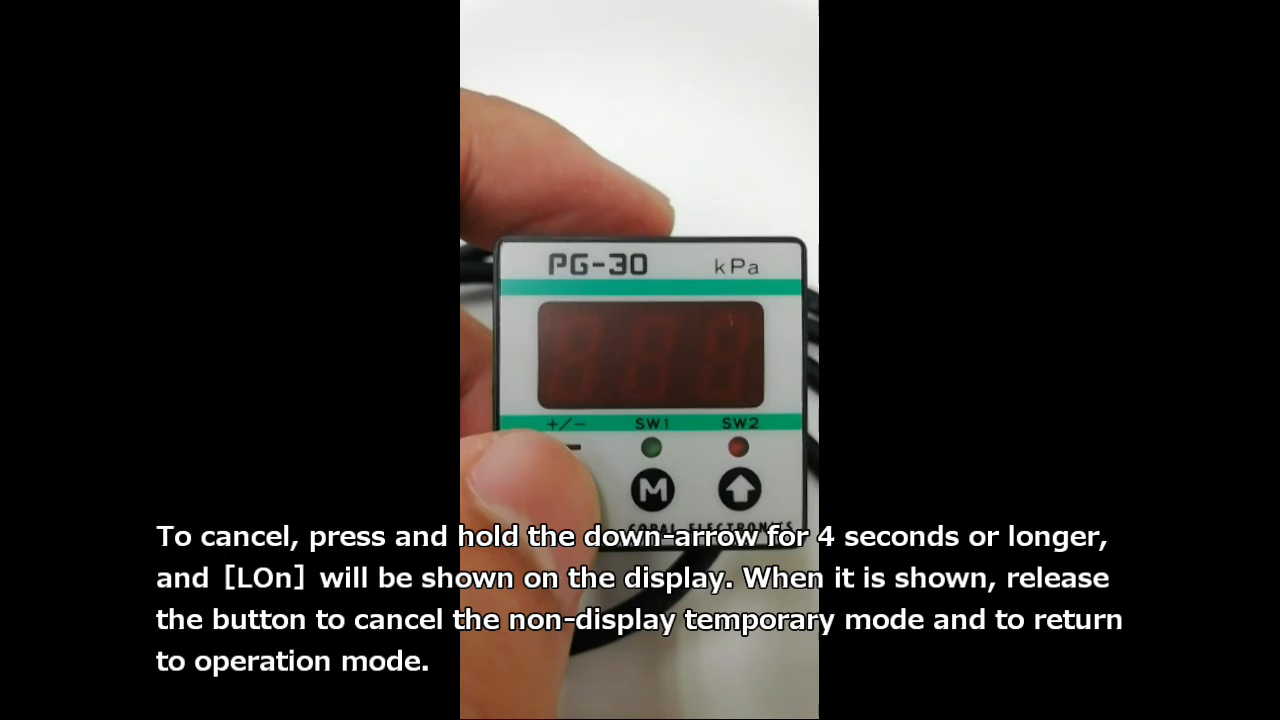 PG-30 kPa
+/- SW1 SW2
M
COPAL ELECTRONICS
To cancel, press and hold the down-arrow for 4 seconds or longer,
and [LOn] will be shown on the display. When it is shown, release
the button to cancel the non-display temporary mode and to return
to operation mode.